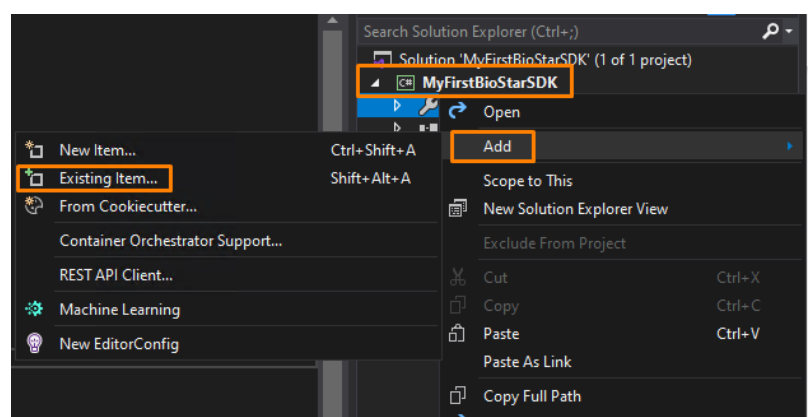 Search Solution Explorer (Ctrl+;)
Solution 'MyFirstBioStarSDK' (1 of 1 project)
C# MyFirstBioStarSDK
Open
Add
Scope to This
New Solution Explorer View
Exclude From Project
Cut Ctrl+X
Copy Ctrl+C
Paste Ctrl+V
Paste As Link
Copy Full Path
New Item... Ctrl+Shift+A
Existing Item... Shift+Alt+A
From Cookiecutter...
Container Orchestrator Support...
REST API Client...
Machine Learning
New EditorConfig